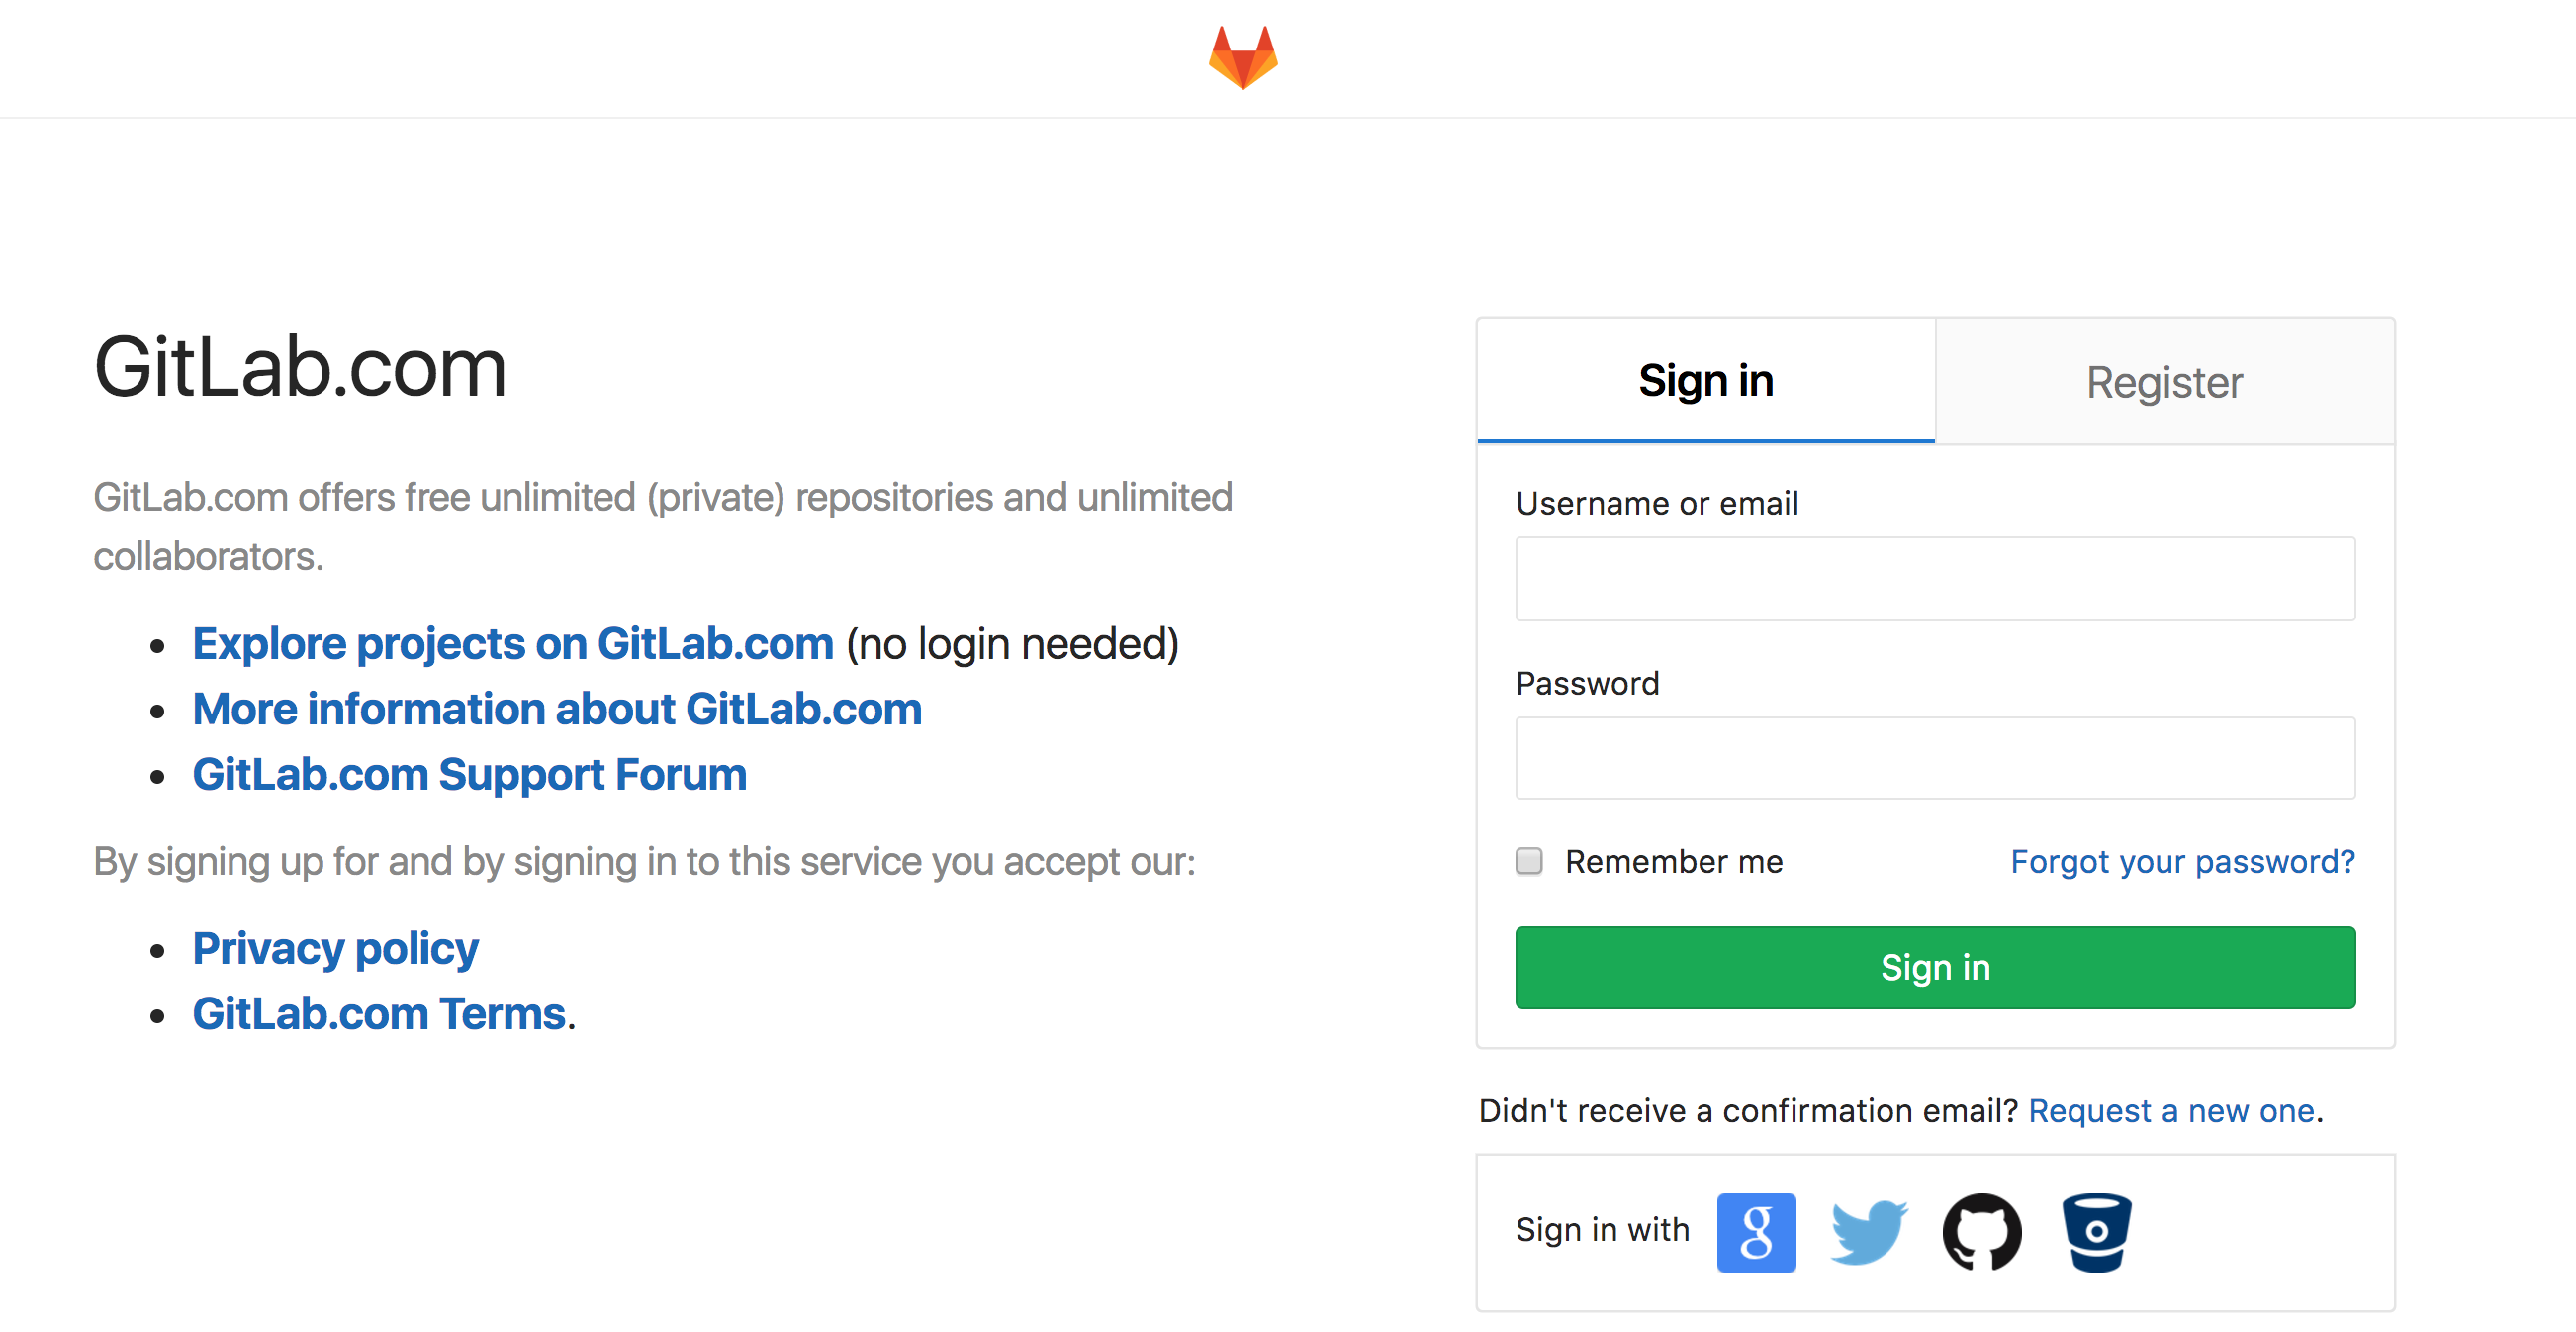 GitLab.com
GitLab.com offers free unlimited (private) repositories and unlimited
collaborators.
Explore projects on GitLab.com (no login needed)
More information about GitLab.com
GitLab.com Support Forum
By signing up for and by signing in to this service you accept our:
Privacy policy
GitLab.com Terms.
Sign in
Register
Username or email
Password
Remember me
Forgot your password?
Sign in
Didn't receive a confirmation email? Request a new one.
Sign in with
g